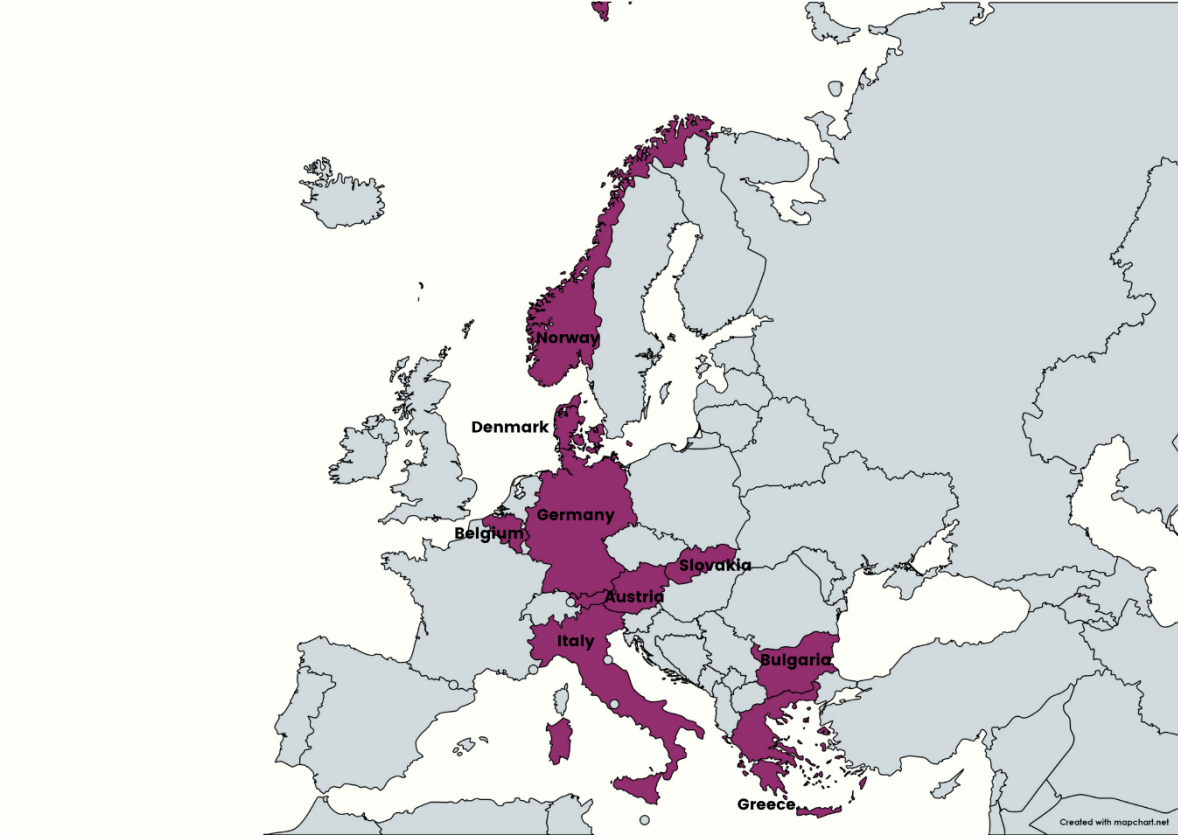 Norway
Denmark
Germany
Belgium
Slovakia
Austria
Italy
Bulgaria
Greece
Created with mapchart.net